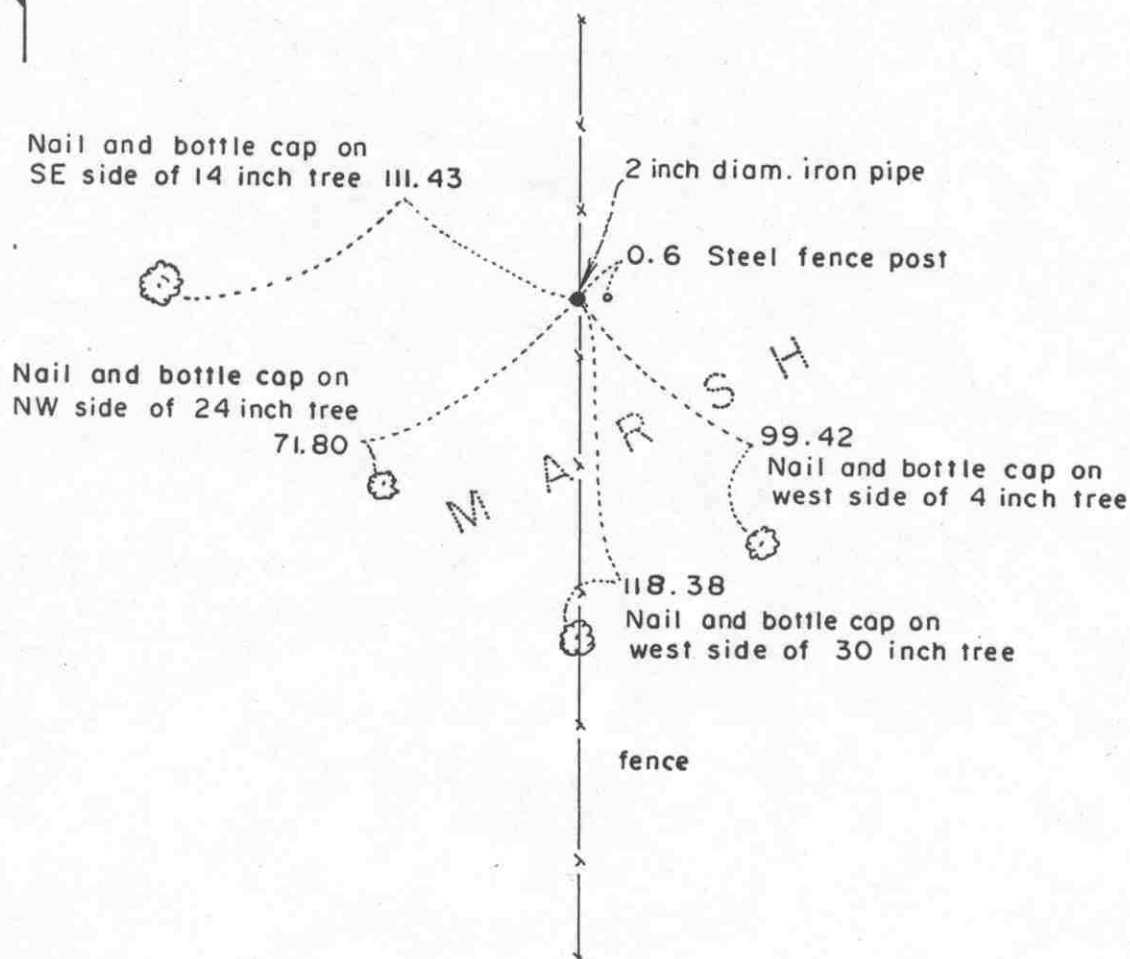 Nail and bottle cap on
SE side of 14 inch tree 111.43
2 inch diam. iron pipe
0.6 Steel fence post
Nail and bottle cap on
NW side of 24 inch tree
71.80
MARSH
99.42
Nail and bottle cap on
west side of 4 inch tree
118.38
Nail and bottle cap on
west side of 30 inch tree
fence